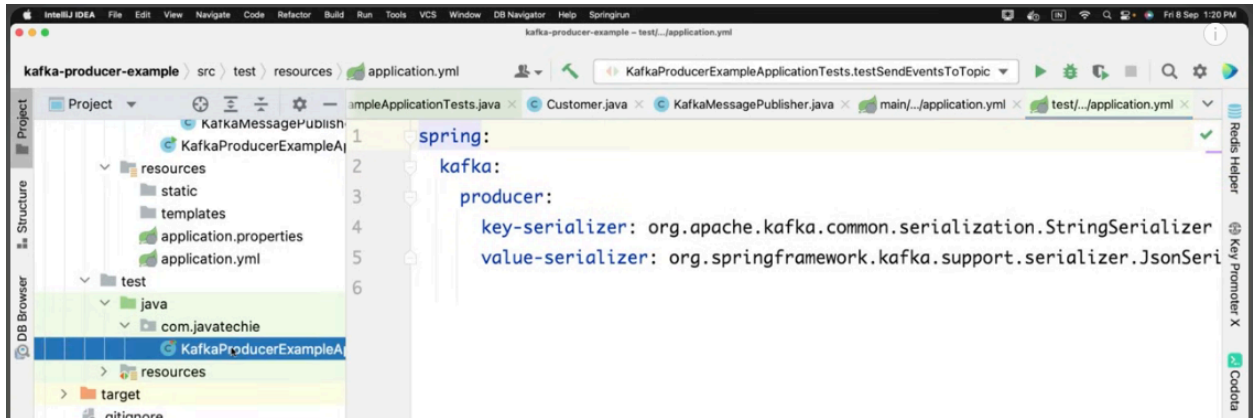 IntelliJ IDEA File Edit View Navigate Code Refactor Build Run Tools VCS Window DB Navigator Help Springirun Fri 8 Sep 1:20 PM
kafka-producer-example – test/.../application.yml
kafka-producer-example src test resources application.yml KafkaProducerExampleApplicationTests.testSendEventsToTopic
Project ampleApplicationTests.java Customer.java KafkaMessagePublisher.java main/.../application.yml test/.../application.yml
Project
Structure
DB Browser
KafkaMessagePublish
KafkaProducerExampleA
resources
static
templates
application.properties
application.yml
test
java
com.javatechie
KafkaProducerExampleA
resources
target
.gitignore
1 spring:
2 kafka:
3 producer:
4 key-serializer: org.apache.kafka.common.serialization.StringSerializer
5 value-serializer: org.springframework.kafka.support.serializer.JsonSeri
6
Redis Helper
Key Promoter X
Codota